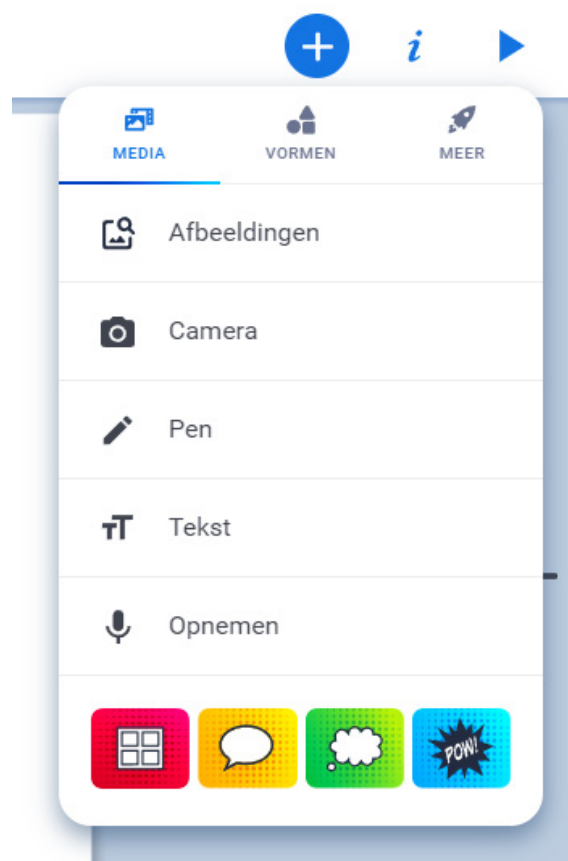 MEDIA VORMEN MEER
Afbeeldingen
Camera
Pen
Tekst
Opnemen
POW!